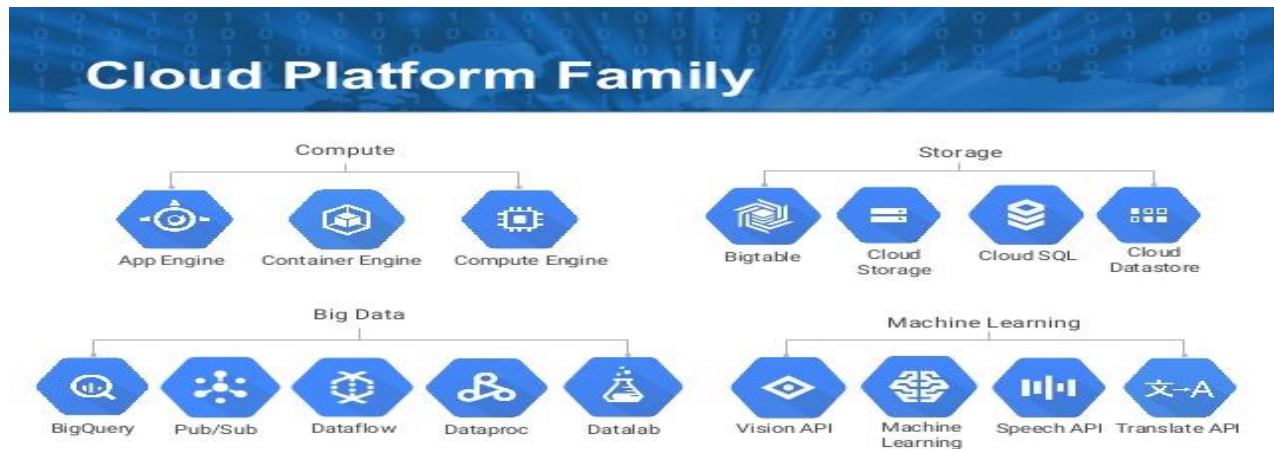 Cloud Platform Family
Compute
App Engine
Container Engine
Compute Engine
Storage
Bigtable
Cloud
Storage
Cloud SQL
Cloud
Datastore
Big Data
BigQuery
Pub/Sub
Dataflow
Dataproc
Datalab
Machine Learning
Vision API
Machine
Learning
Speech API
文→A
Translate API